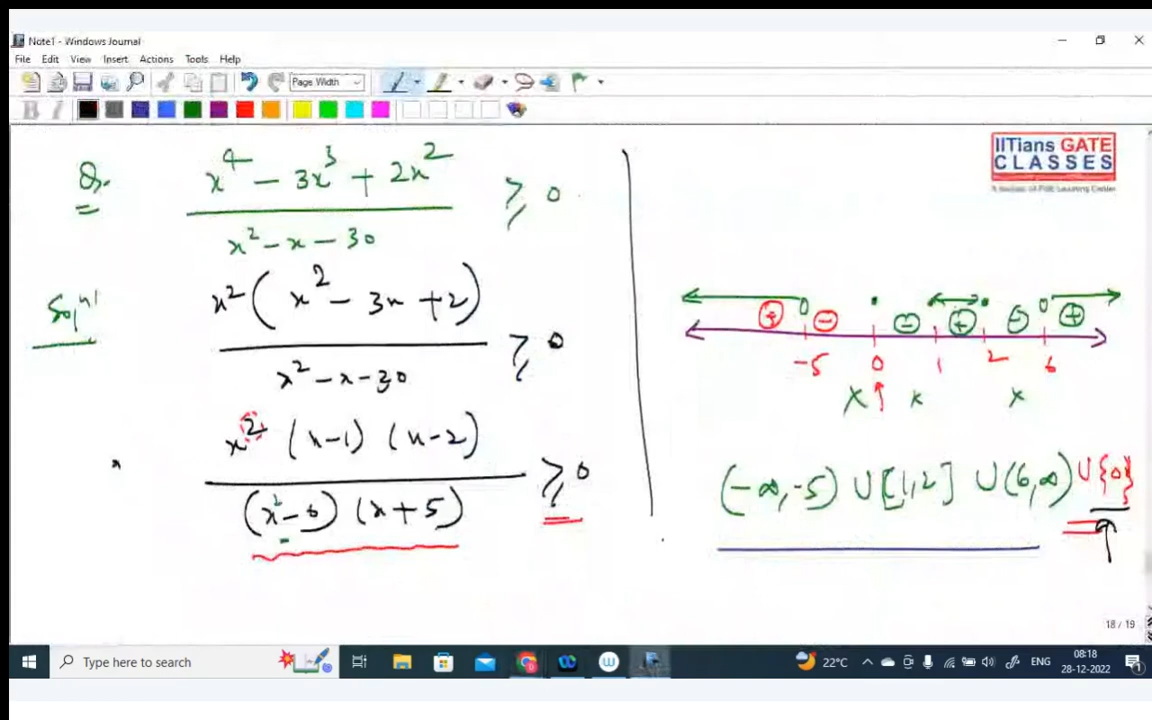 Note1 - Windows Journal
File Edit View Insert Actions Tools Help
Page Width
B I
IITians GATE
CLASSES
Q. x⁴ - 3x³ + 2x² / x² - x - 30 ≥ 0
Solⁿ! x² (x² - 3x + 2) / x² - x - 30 ≥ 0
x² (x-1) (x-2) / (x²-6) (x+5) ≥ 0
+ - - + - +
-5 0 1 2 6
x ↑ x x
(-∞, -5) ∪ [1,2] ∪ (6,∞) ∪ {0}
18 / 19
Type here to search
22°C
ENG
08:18
28-12-2022
1